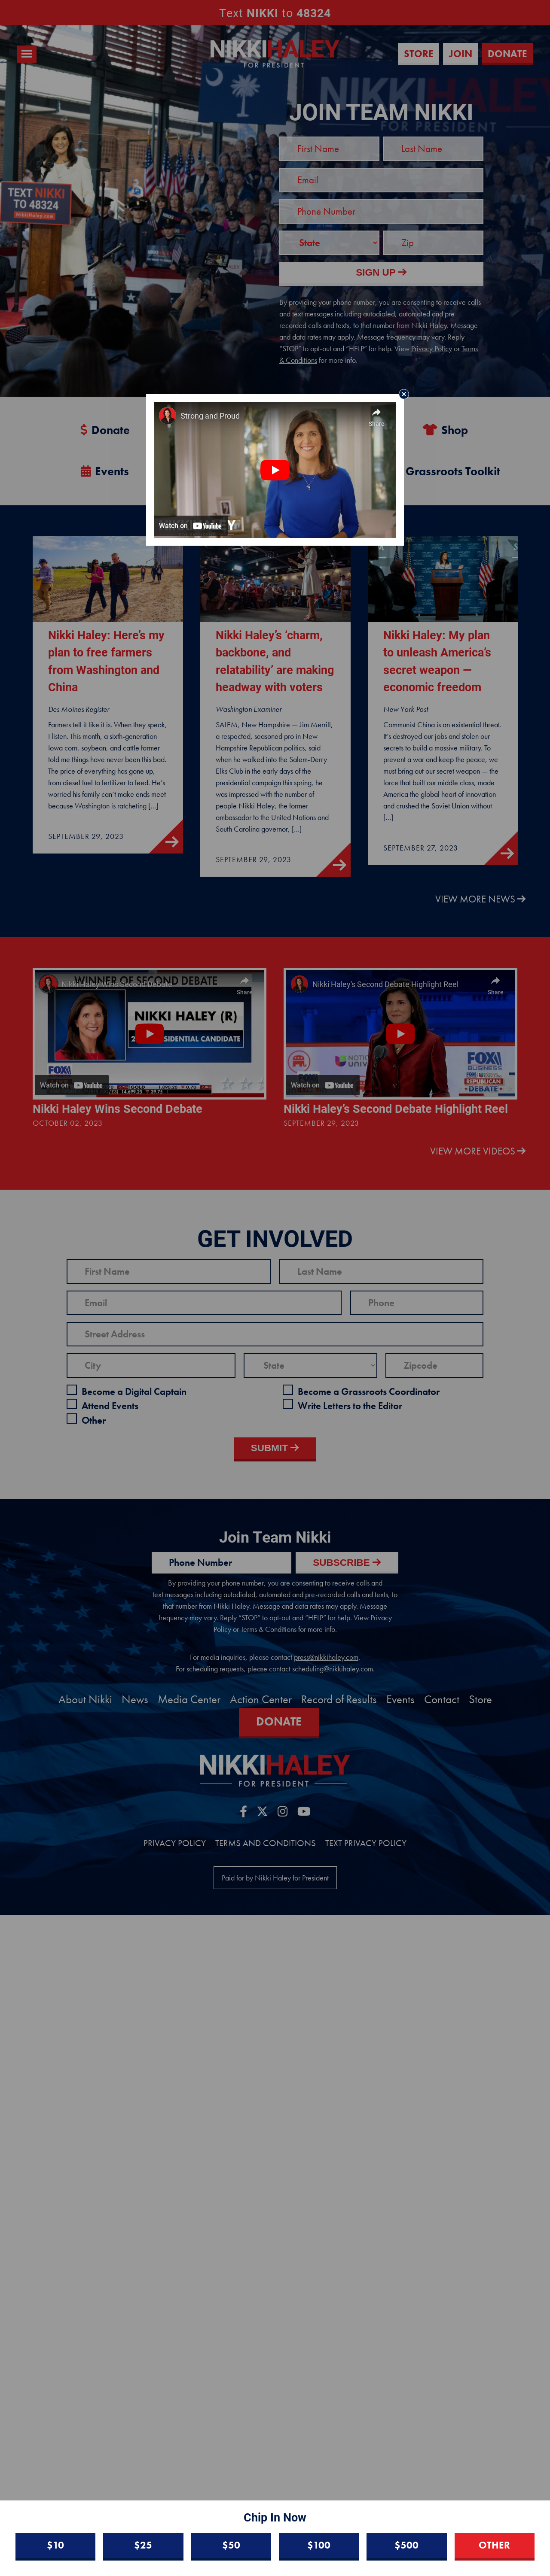 Text NIKKI to 48324
NIKKIHALEY
FOR PRESIDENT
STORE
JOIN
DONATE
TEXT NIKKI
TO 48324
NikkiHaley.com
JOIN TEAM NIKKI
First Name
Last Name
Email
Phone Number
State
Zip
SIGN UP
By providing your phone number, you are consenting to receive calls
and text messages including autodialed, automated and pre-
recorded calls and texts, to that number from Nikki Haley. Message
and data rates may apply. Message frequency may vary. Reply
“STOP” to opt-out and “HELP” for help. View Privacy Policy or Terms
& Conditions for more info.
Donate
Shop
Events
Grassroots Toolkit
Strong and Proud
Share
Watch on YouTube
Nikki Haley: Here’s my
plan to free farmers
from Washington and
China
Des Moines Register
Farmers tell it like it is. When they speak,
I listen. This month, a sixth-generation
Iowa corn, soybean, and cattle farmer
told me things have never been this bad.
The price of everything has gone up,
from diesel fuel to fertilizer to feed. He’s
worried his family can’t make ends meet
because Washington is ratcheting [...]
SEPTEMBER 29, 2023
Nikki Haley’s ‘charm,
backbone, and
relatability’ are making
headway with voters
Washington Examiner
SALEM, New Hampshire — Jim Merrill,
a respected, seasoned pro in New
Hampshire Republican politics, said
when he walked into the Salem-Derry
Elks Club in the early days of the
presidential campaign this spring, he
was impressed with the number of
people Nikki Haley, the former
ambassador to the United Nations and
South Carolina governor, [...]
SEPTEMBER 29, 2023
Nikki Haley: My plan
to unleash America’s
secret weapon —
economic freedom
New York Post
Communist China is an existential threat.
It’s destroyed our jobs and stolen our
secrets to build a massive military. To
prevent a war and keep the peace, we
must bring out our secret weapon — the
force that built our middle class, made
America the global heart of innovation
and crushed the Soviet Union without
[...]
SEPTEMBER 27, 2023
VIEW MORE NEWS
WINNER OF SECOND DEBATE
NIKKI HALEY (R)
Share
Watch on YouTube
Nikki Haley Wins Second Debate
OCTOBER 02, 2023
Nikki Haley's Second Debate Highlight Reel
Share
FOX BUSINESS
REPUBLICAN
DEBATE
Watch on YouTube
Nikki Haley’s Second Debate Highlight Reel
SEPTEMBER 29, 2023
VIEW MORE VIDEOS
GET INVOLVED
First Name
Last Name
Email
Phone
Street Address
City
State
Zipcode
Become a Digital Captain
Become a Grassroots Coordinator
Attend Events
Write Letters to the Editor
Other
SUBMIT
Join Team Nikki
Phone Number
SUBSCRIBE
By providing your phone number, you are consenting to receive calls and
text messages including autodialed, automated and pre-recorded calls and texts, to
that number from Nikki Haley. Message and data rates may apply. Message
frequency may vary. Reply “STOP” to opt-out and “HELP” for help. View Privacy
Policy or Terms & Conditions for more info.
For media inquiries, please contact press@nikkihaley.com.
For scheduling requests, please contact scheduling@nikkihaley.com.
About Nikki News Media Center Action Center Record of Results Events Contact Store
DONATE
NIKKIHALEY
FOR PRESIDENT
PRIVACY POLICY TERMS AND CONDITIONS TEXT PRIVACY POLICY
Paid for by Nikki Haley for President
Chip In Now
$10
$25
$50
$100
$500
OTHER